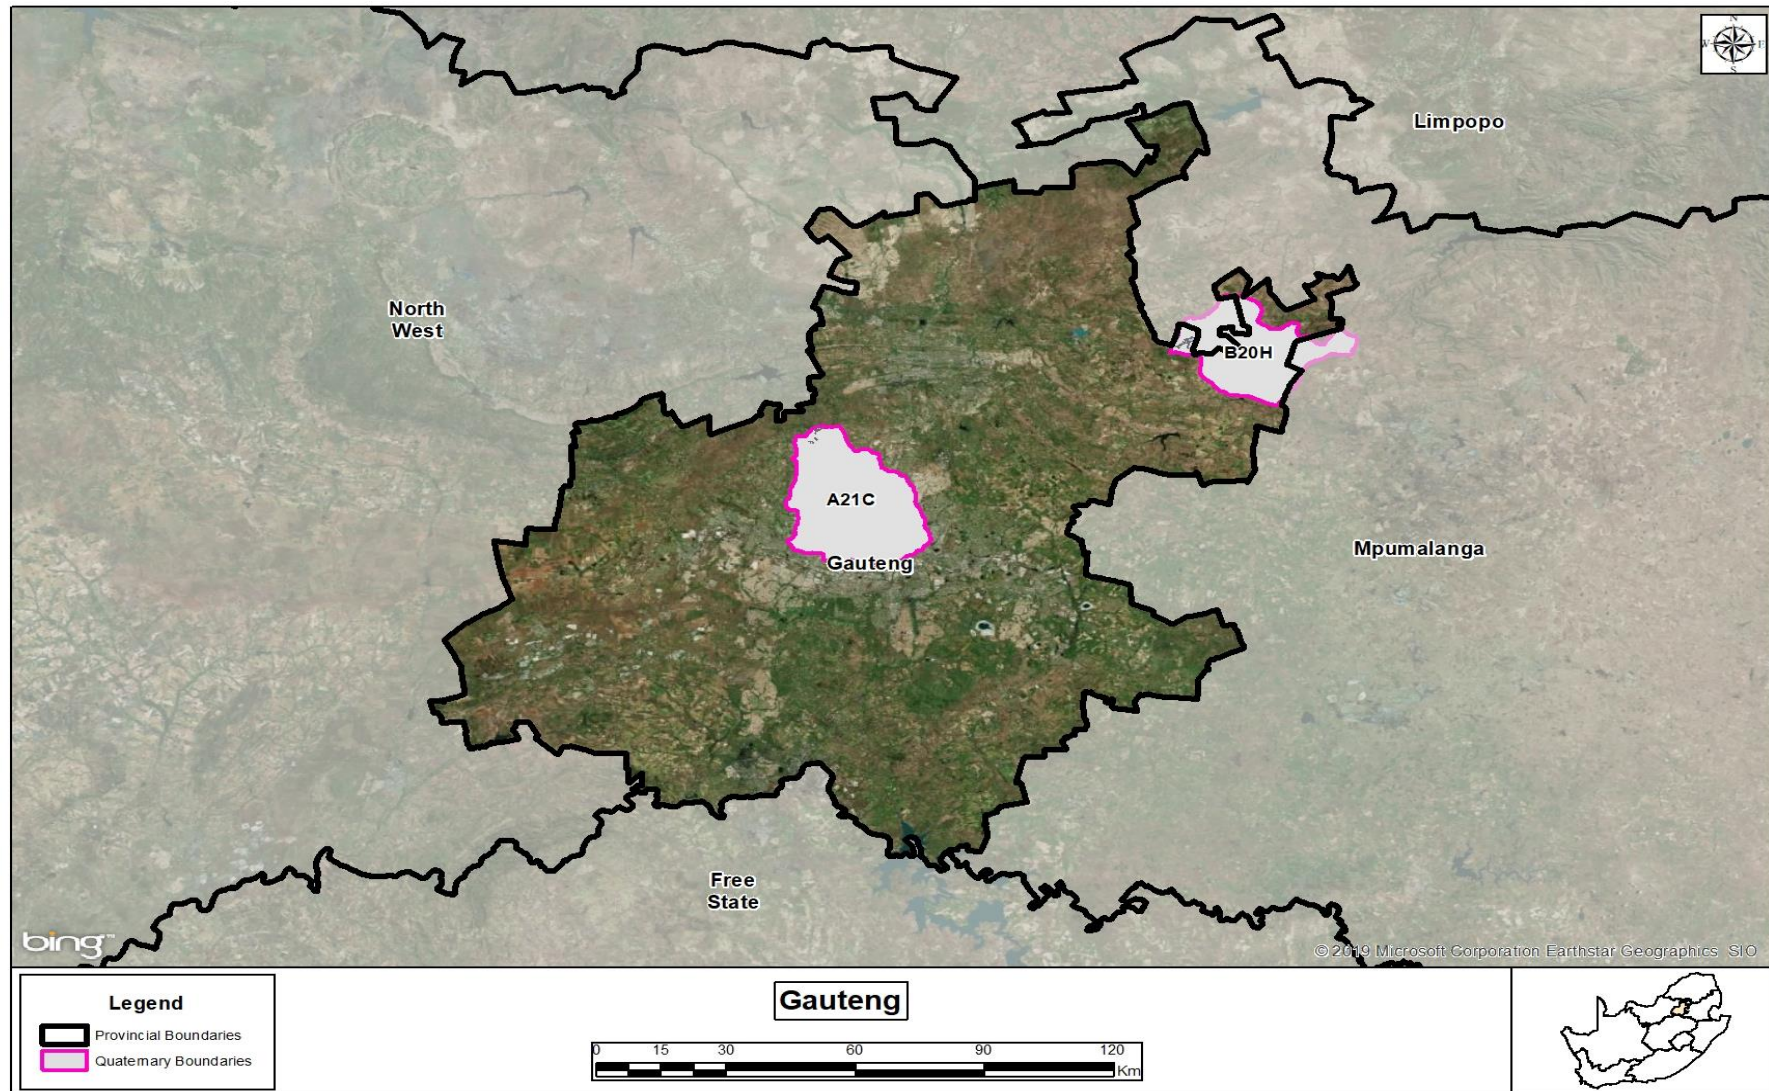 N
W E
S
Limpopo
North
West
B20H
A21C
Gauteng
Mpumalanga
Free
State
bing™
© 2019 Microsoft Corporation Earthstar Geographics SIO
Legend
Provincial Boundaries
Quaternary Boundaries
Gauteng
0 15 30 60 90 120
Km